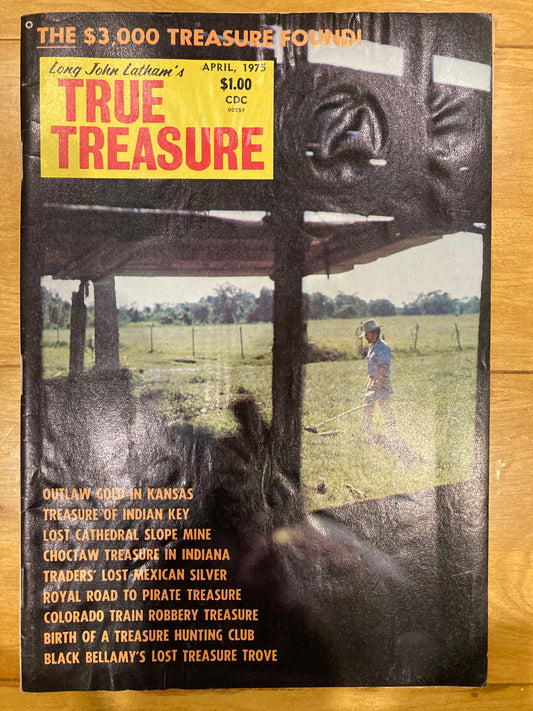 THE $3,000 TREASURE FOUND!
Long John Latham's
APRIL, 1975
TRUE
TREASURE
$1.00
CDC
00059
OUTLAW GOLD IN KANSAS
TREASURE OF INDIAN KEY
LOST CATHEDRAL SLOPE MINE
CHOCTAW TREASURE IN INDIANA
TRADERS' LOST MEXICAN SILVER
ROYAL ROAD TO PIRATE TREASURE
COLORADO TRAIN ROBBERY TREASURE
BIRTH OF A TREASURE HUNTING CLUB
BLACK BELLAMY'S LOST TREASURE TROVE